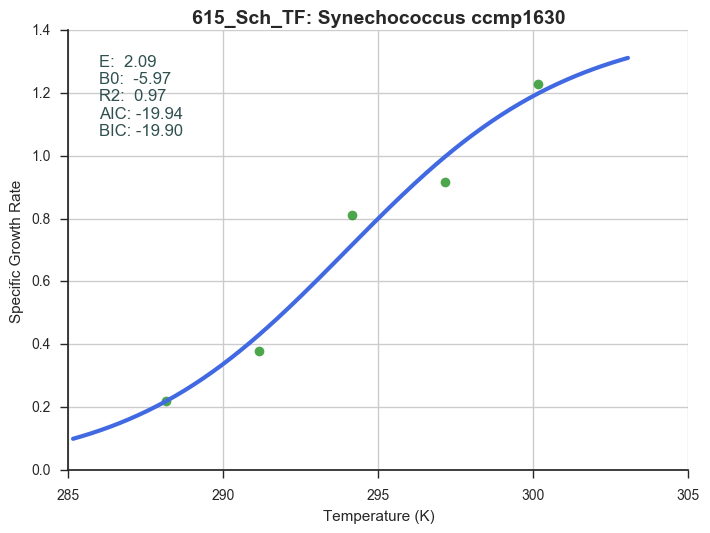 615_Sch_TF: Synechococcus ccmp1630
E:  2.09
B0:  -5.97
R2:  0.97
AIC: -19.94
BIC: -19.90
1.4
1.2
1.0
0.8
0.6
0.4
0.2
0.0
Specific Growth Rate
285
290
295
300
305
Temperature (K)